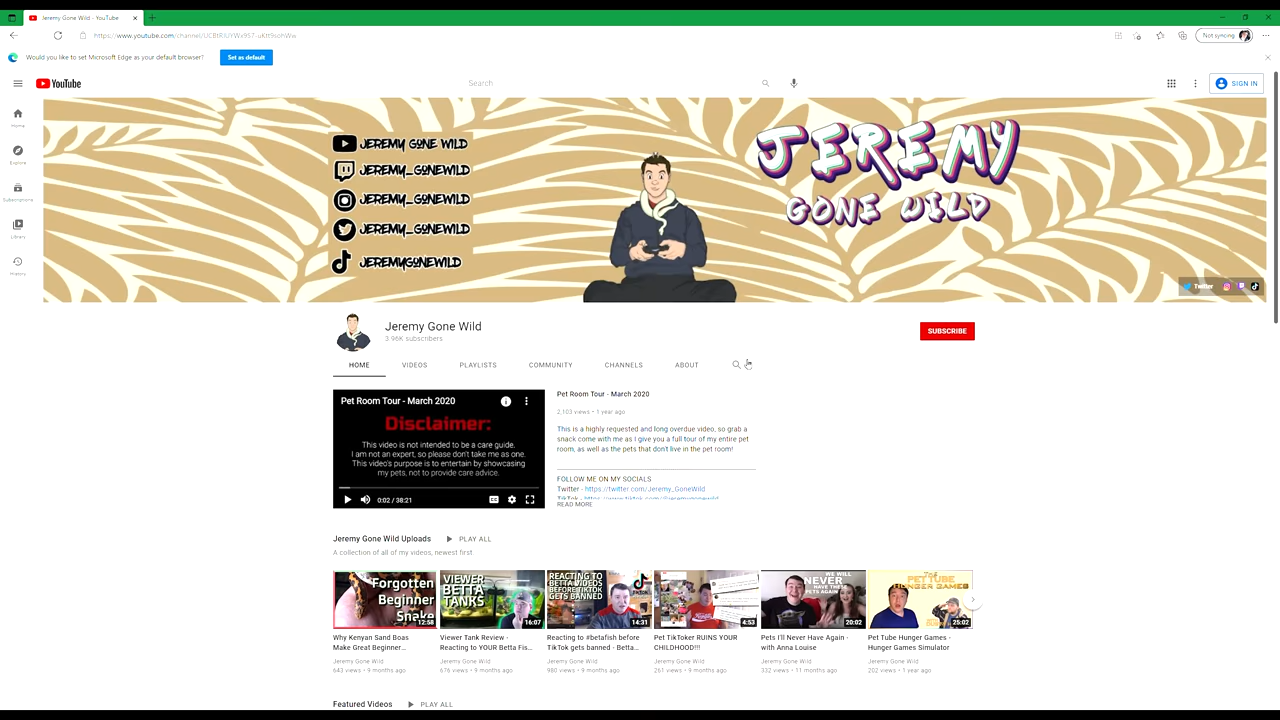 Jeremy Gone Wild - YouTube
Not syncing
Would you like to set Microsoft Edge as your default browser?
Set as default
YouTube
Search
SIGN IN
Home
Explore
Subscriptions
Library
History
JEREMY GONE WILD
JEREMY_GONEWILD
JEREMY_GONEWILD
JEREMY_GONEWILD
JEREMYGONEWILD
JEREMY
GONE WILD
Twitter
Jeremy Gone Wild
3.96K subscribers
SUBSCRIBE
HOME VIDEOS PLAYLISTS COMMUNITY CHANNELS ABOUT
Pet Room Tour - March 2020
Disclaimer:
This video is not intended to be a care guide.
I am not an expert, so please don't take me as one.
This video's purpose is to entertain by showcasing
my pets, not to provide care advice.
0:02 / 38:21
Pet Room Tour - March 2020
2,103 views • 1 year ago
This is a highly requested and long overdue video, so grab a
snack come with me as I give you a full tour of my entire pet
room, as well as the pets that don't live in the pet room!
FOLLOW ME ON MY SOCIALS
Twitter - https://twitter.com/Jeremy_GoneWild
TikTok - https://www.tiktok.com/@jeremygonewild
READ MORE
Jeremy Gone Wild Uploads PLAY ALL
A collection of all of my videos, newest first
Forgotten
Beginner
Snake
12:58
VIEWER
BETTA
TANKS
16:07
REACTING TO
BETTA VIDEOS
BEFORE TIKTOK
GETS BANNED
14:31
4:53
WE WILL
NEVER
HAVE THESE
PETS AGAIN
20:02
PET TUBE
HUNGER GAMES
25:02
Why Kenyan Sand Boas
Make Great Beginner...
Jeremy Gone Wild
643 views • 9 months ago
Viewer Tank Review -
Reacting to YOUR Betta Fis...
Jeremy Gone Wild
676 views • 9 months ago
Reacting to #betafish before
TikTok gets banned - Betta...
Jeremy Gone Wild
980 views • 9 months ago
Pet TikToker RUINS YOUR
CHILDHOOD!!!
Jeremy Gone Wild
261 views • 9 months ago
Pets I'll Never Have Again -
with Anna Louise
Jeremy Gone Wild
332 views • 11 months ago
Pet Tube Hunger Games -
Hunger Games Simulator
Jeremy Gone Wild
202 views • 1 year ago
Featured Videos PLAY ALL